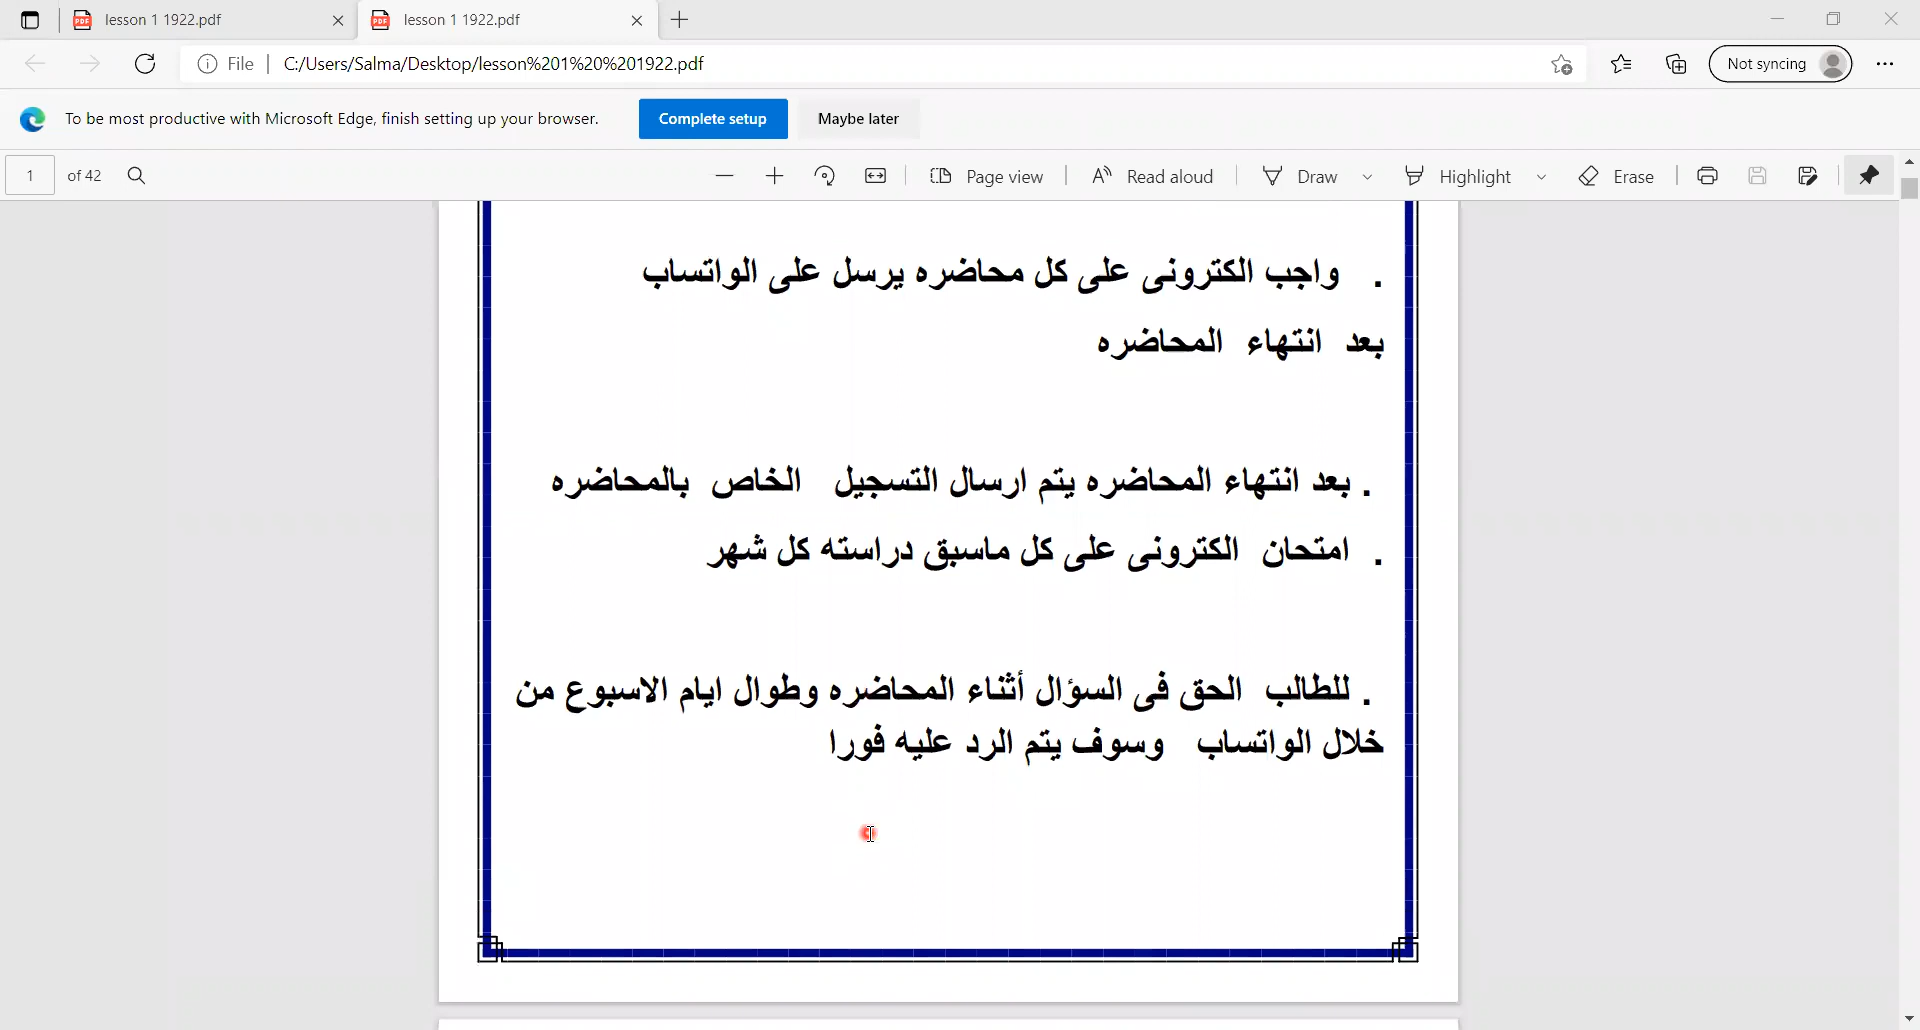 lesson 1 1922.pdf
lesson 1 1922.pdf
File
C:/Users/Salma/Desktop/lesson%201%20%201922.pdf
Not syncing
To be most productive with Microsoft Edge, finish setting up your browser.
Complete setup
Maybe later
1 of 42
Page view
Read aloud
Draw
Highlight
Erase
. واجب الكترونى على كل محاضره يرسل على الواتساب
بعد انتهاء المحاضره
. بعد انتهاء المحاضره يتم ارسال التسجيل الخاص بالمحاضره
. امتحان الكترونى على كل ماسبق دراسته كل شهر
. للطالب الحق فى السؤال أثناء المحاضره وطوال ايام الاسبوع من
خلال الواتساب وسوف يتم الرد عليه فورا